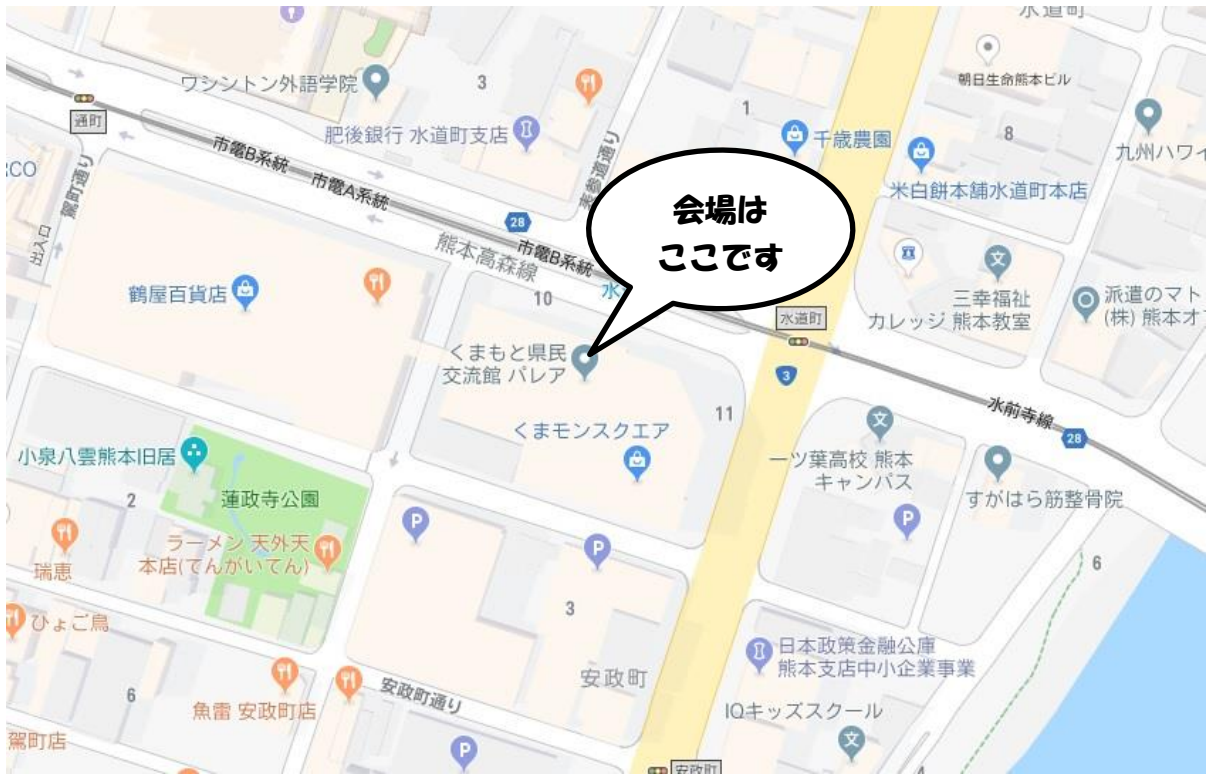 水道町
朝日生命熊本ビル
ワシントン外語学院
3
通町
1
肥後銀行 水道町支店
千歳農園
8
九州ハワイ
市電B系統
市電A系統
米白餅本舗水道町本店
会場は
ここです
28
熊本高森線
市電B系統
出入口
鶴屋百貨店
10
水
水道町
三幸福祉
カレッジ 熊本教室
派遣のマト
(株) 熊本オフ
くまもと県民
交流館 パレア
3
11
水前寺線
28
くまモンスクエア
一ツ葉高校 熊本
キャンパス
小泉八雲熊本旧居
2
蓮政寺公園
すがはら筋整骨院
P
P
P
ラーメン 天外天
本店(てんがいてん)
瑞恵
6
3
ひょご鳥
日本政策金融公庫
熊本支店中小企業事業
安政町
安政町通り
6
魚雷 安政町店
IQキッズスクール
駕町店
P
安政町
4